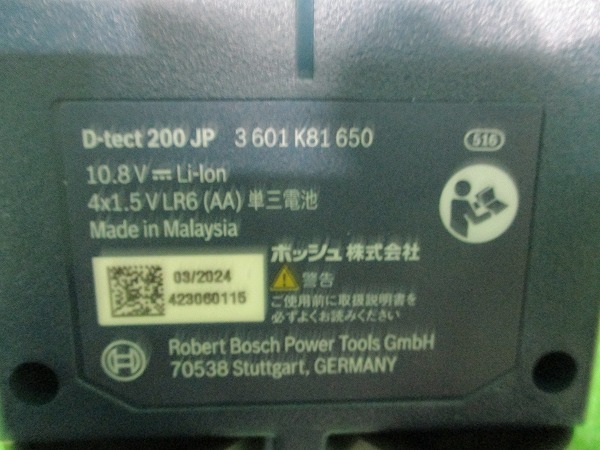 D-tect 200 JP 3 601 K81 650
516
10.8 V Li-Ion
4x1.5 V LR6 (AA) 単三電池
Made in Malaysia
ボッシュ株式会社
03/2024
423060115
警告
ご使用前に取扱説明書を
必ずよくお読みください
Robert Bosch Power Tools GmbH
70538 Stuttgart, GERMANY